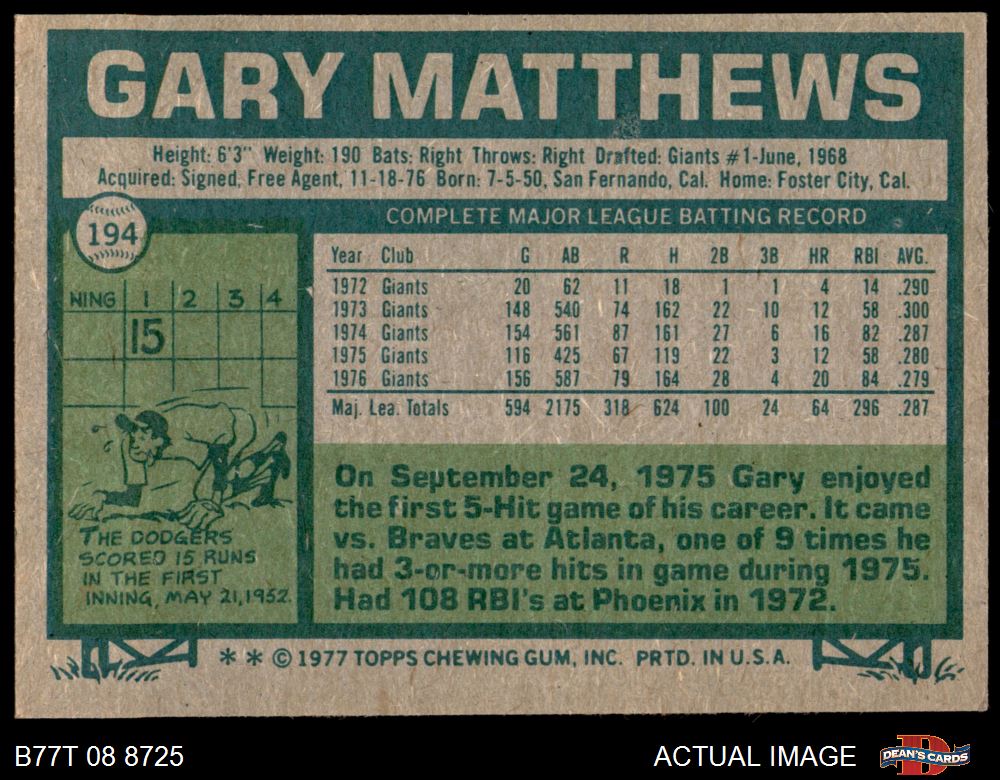 GARY MATTHEWS
Height: 6'3" Weight: 190 Bats: Right Throws: Right Drafted: Giants #1-June, 1968
Acquired: Signed, Free Agent, 11-18-76 Born: 7-5-50, San Fernando, Cal. Home: Foster City, Cal.
194
COMPLETE MAJOR LEAGUE BATTING RECORD
Year Club G AB R H 2B 3B HR RBI AVG.
1972 Giants 20 62 11 18 1 1 4 14 .290
1973 Giants 148 540 74 162 22 10 12 58 .300
1974 Giants 154 561 87 161 27 6 16 82 .287
1975 Giants 116 425 67 119 22 3 12 58 .280
1976 Giants 156 587 79 164 28 4 20 84 .279
Maj. Lea. Totals 594 2175 318 624 100 24 64 296 .287
NING 1 2 3 4
15
THE DODGERS
SCORED 15 RUNS
IN THE FIRST
INNING, MAY 21, 1952.
On September 24, 1975 Gary enjoyed
the first 5-Hit game of his career. It came
vs. Braves at Atlanta, one of 9 times he
had 3-or-more hits in game during 1975.
Had 108 RBI's at Phoenix in 1972.
* * © 1977 TOPPS CHEWING GUM, INC. PRTD. IN U.S.A.
B77T 08 8725
ACTUAL IMAGE
D
DEAN'S CARDS